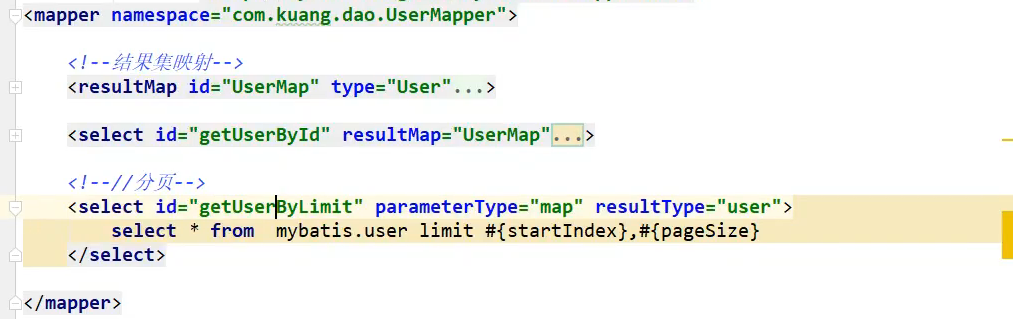 <mapper namespace="com.kuang.dao.UserMapper">
<!--结果集映射-->
<resultMap id="UserMap" type="User"...>
<select id="getUserById" resultMap="UserMap"...>
<!--//分页-->
<select id="getUserByLimit" parameterType="map" resultType="user">
select * from  mybatis.user limit #{startIndex},#{pageSize}
</select>
</mapper>